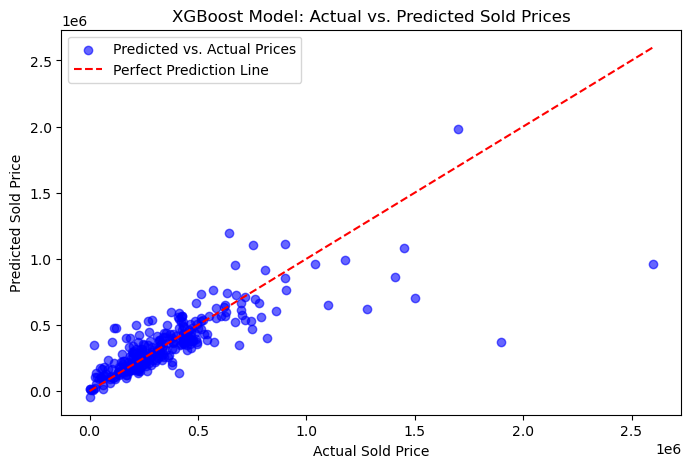 XGBoost Model: Actual vs. Predicted Sold Prices
1e6
Predicted vs. Actual Prices
Perfect Prediction Line
2.5
2.0
1.5
1.0
0.5
0.0
Predicted Sold Price
0.0 0.5 1.0 1.5 2.0 2.5
1e6
Actual Sold Price